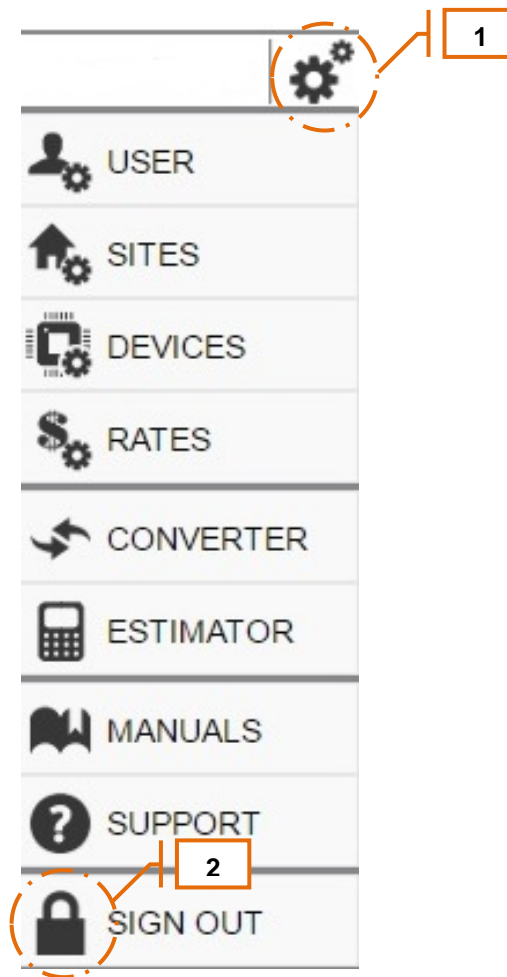 1
USER
SITES
DEVICES
RATES
CONVERTER
ESTIMATOR
MANUALS
SUPPORT
2
SIGN OUT